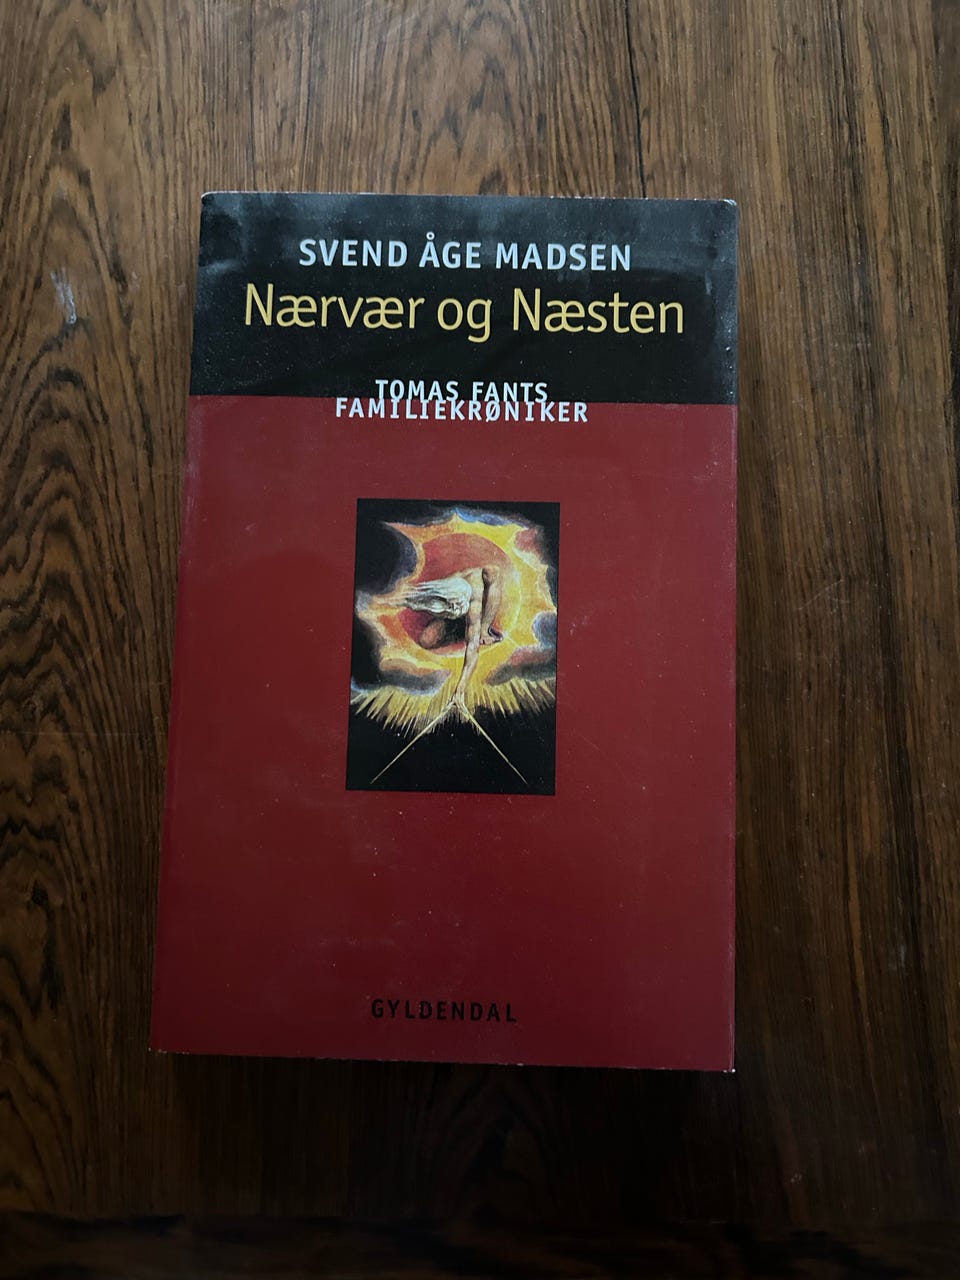 SVEND ÅGE MADSEN
Nærvær og Næsten
TOMAS FANTS
FAMILIEKRØNIKER
GYLDENDAL